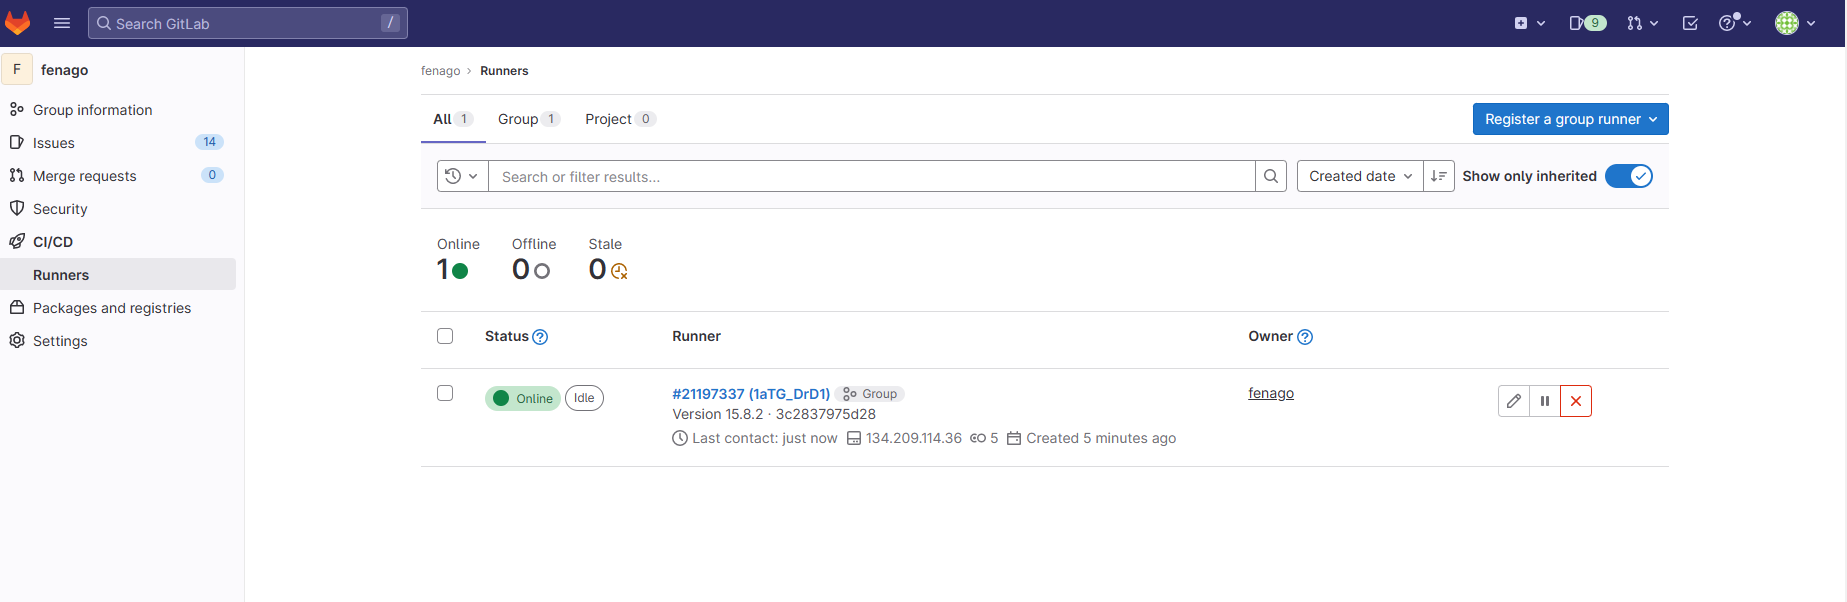 Search GitLab /
9
F fenago
Group information
Issues 14
Merge requests 0
Security
CI/CD
Runners
Packages and registries
Settings
fenago › Runners
All 1 Group 1 Project 0
Register a group runner
Search or filter results...
Created date
Show only inherited
Online Offline Stale
1 0 0
Status Runner Owner
Online Idle
#21197337 (1aTG_DrD1) Group
Version 15.8.2 · 3c2837975d28
Last contact: just now 134.209.114.36 5 Created 5 minutes ago
fenago